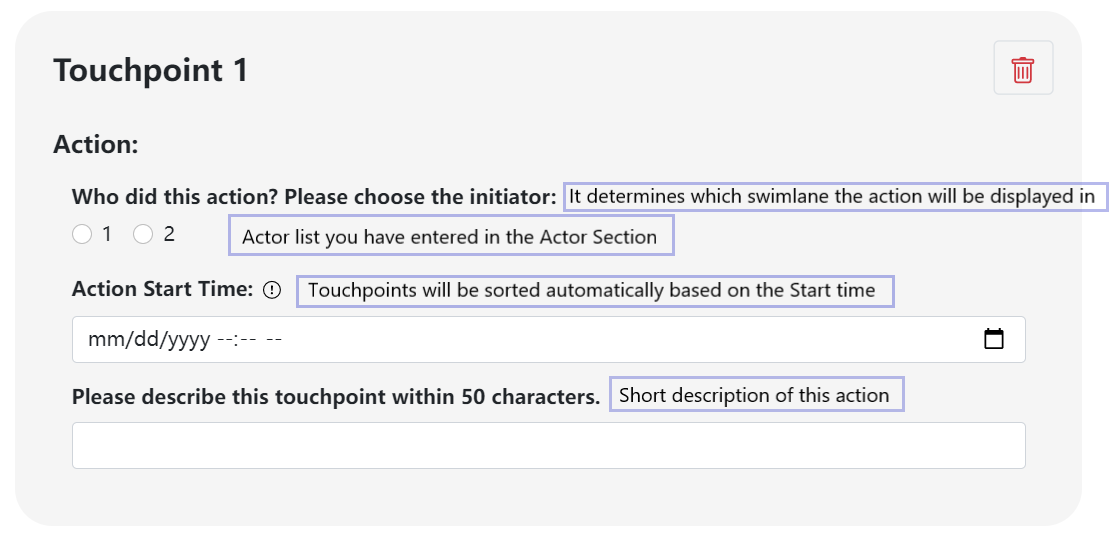 Touchpoint 1
Action:
Who did this action? Please choose the initiator: It determines which swimlane the action will be displayed in
1 2 Actor list you have entered in the Actor Section
Action Start Time: Touchpoints will be sorted automatically based on the Start time
mm/dd/yyyy --:-- --
Please describe this touchpoint within 50 characters. Short description of this action